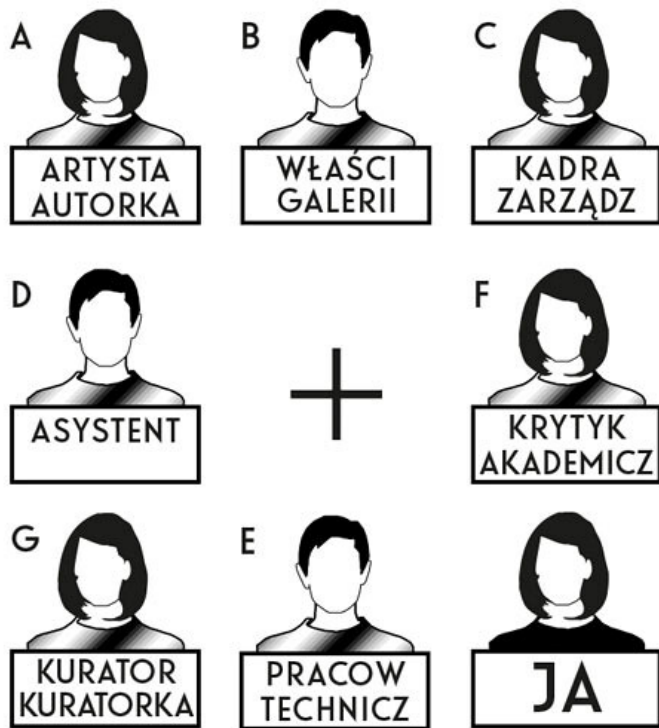 A
ARTYSTA
AUTORKA
B
WŁAŚCI
GALERII
C
KADRA
ZARZĄDZ
D
ASYSTENT
F
KRYTYK
AKADEMICZ
G
KURATOR
KURATORKA
E
PRACOW
TECHNICZ
JA